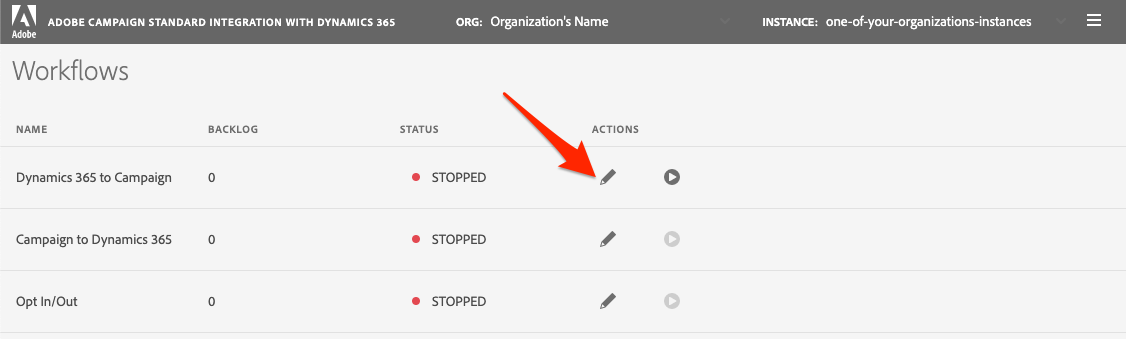 Adobe ADOBE CAMPAIGN STANDARD INTEGRATION WITH DYNAMICS 365 ORG: Organization's Name INSTANCE: one-of-your-organizations-instances
Workflows
NAME BACKLOG STATUS ACTIONS
Dynamics 365 to Campaign 0 STOPPED
Campaign to Dynamics 365 0 STOPPED
Opt In/Out 0 STOPPED